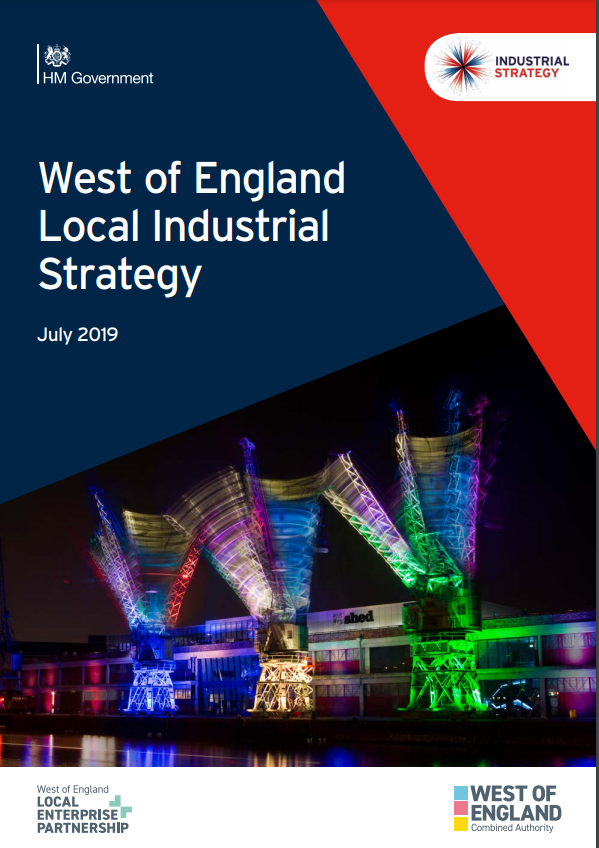 HM Government
INDUSTRIAL
STRATEGY
West of England
Local Industrial
Strategy
July 2019
shed
West of England
LOCAL
ENTERPRISE
PARTNERSHIP
WEST OF
ENGLAND
Combined Authority